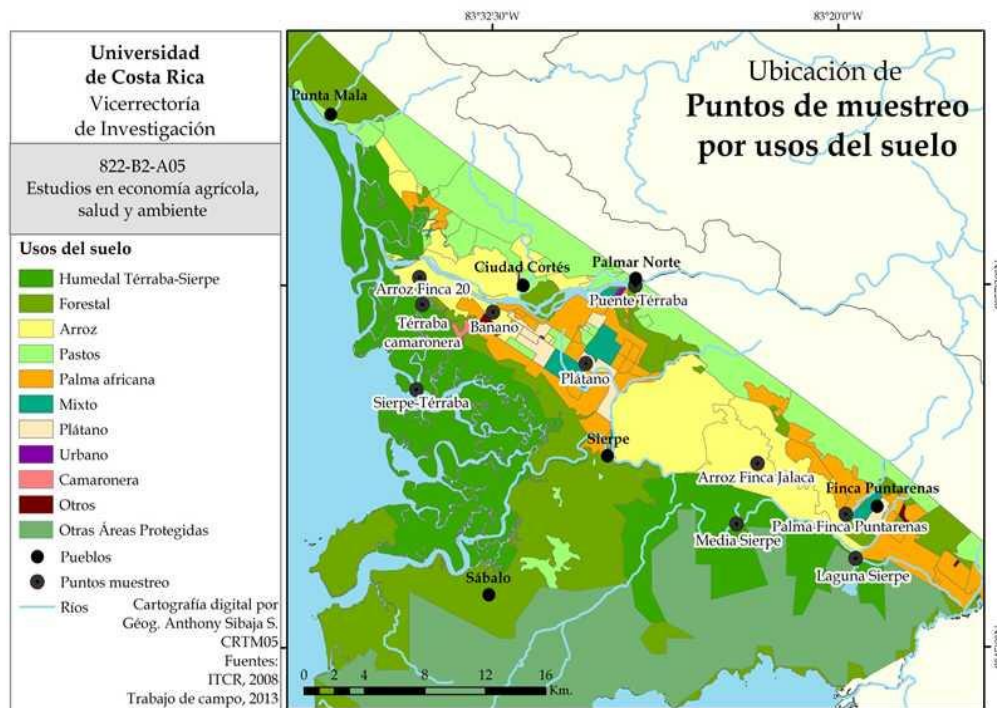 83°32'30"W
83°20'0"W
Universidad
de Costa Rica
Vicerrectoría
de Investigación
822-B2-A05
Estudios en economía agrícola,
salud y ambiente
Usos del suelo
Humedal Térraba-Sierpe
Forestal
Arroz
Pastos
Palma africana
Mixto
Plátano
Urbano
Camaronera
Otros
Otras Áreas Protegidas
Pueblos
Puntos muestreo
Ríos
Cartografía digital por
Géog. Anthony Sibaja S.
CRTM05
Fuentes:
ITCR, 2008
Trabajo de campo, 2013
Ubicación de
Puntos de muestreo
por usos del suelo
Punta Mala
Ciudad Cortés
Palmar Norte
Arroz Finca 20
Puente Térraba
Térraba
camaronera
Banano
Plátano
Sierpe-Térraba
Sierpe
Arroz Finca Jalaca
Finca Puntarenas
Palma Finca Puntarenas
Media Sierpe
Laguna Sierpe
Sábalo
0 2 4 8 12 16
Km.